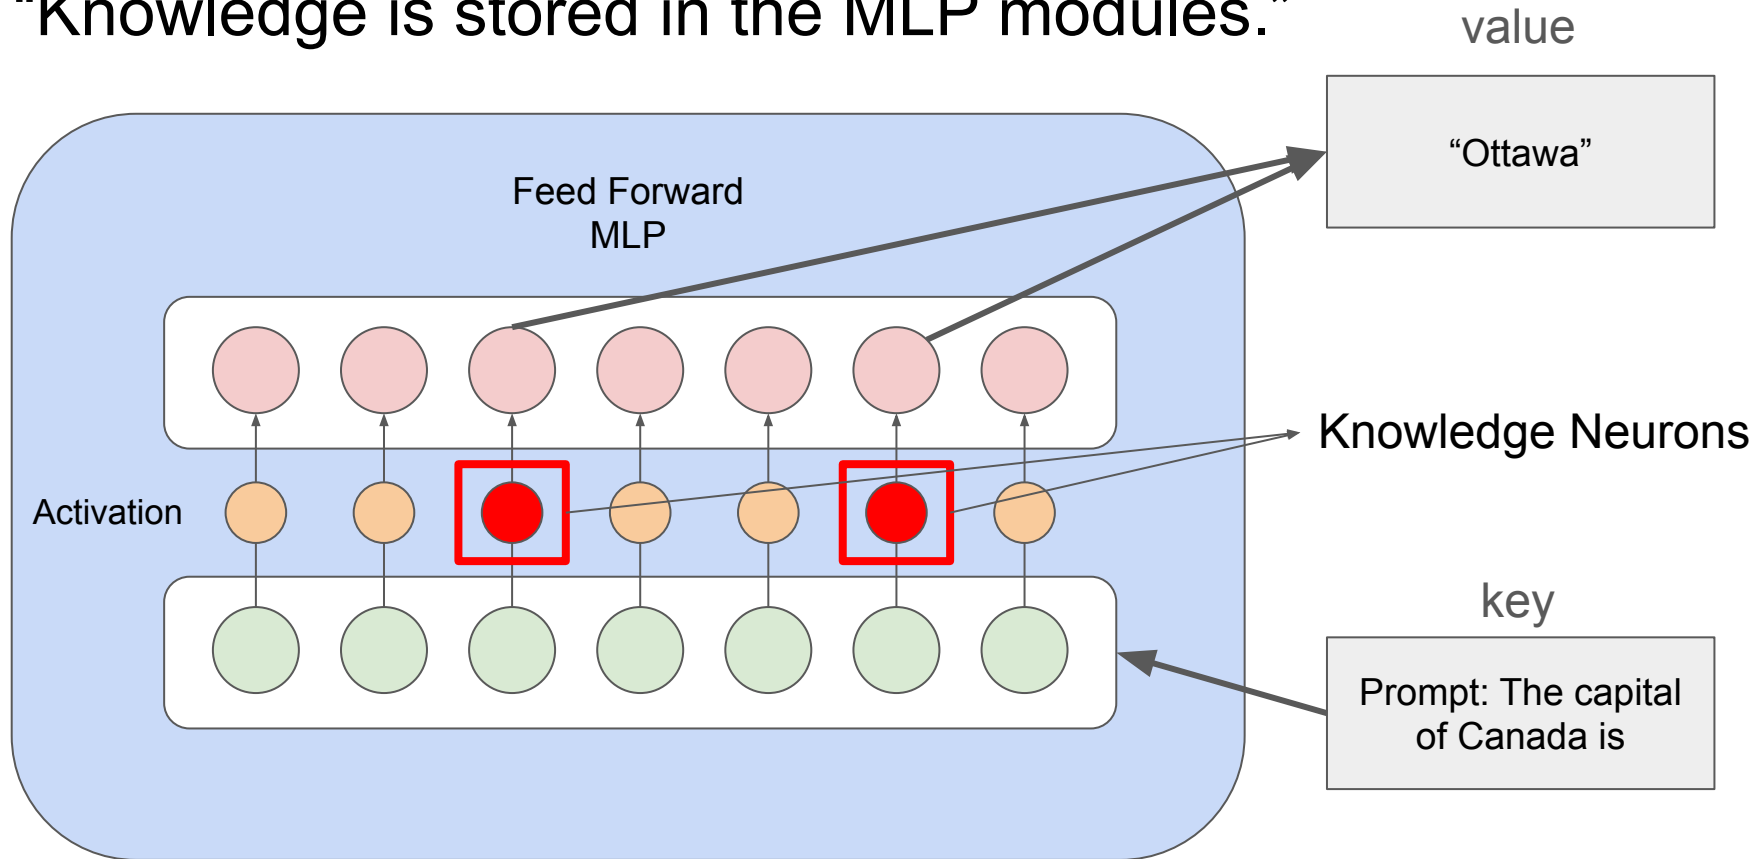 “Knowledge is stored in the MLP modules.”
value
“Ottawa”
Feed Forward
MLP
Knowledge Neurons
Activation
key
Prompt: The capital
of Canada is